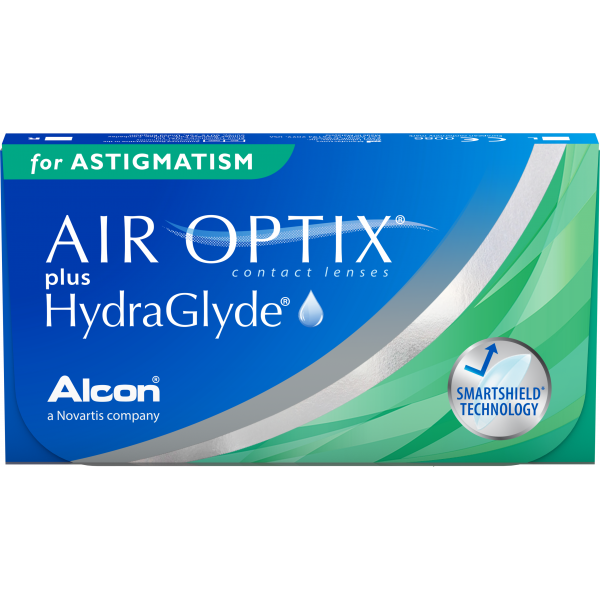 for ASTIGMATISM
AIR OPTIX®
contact lenses
plus
HydraGlyde®
Alcon®
a Novartis company
SMARTSHIELD®
TECHNOLOGY